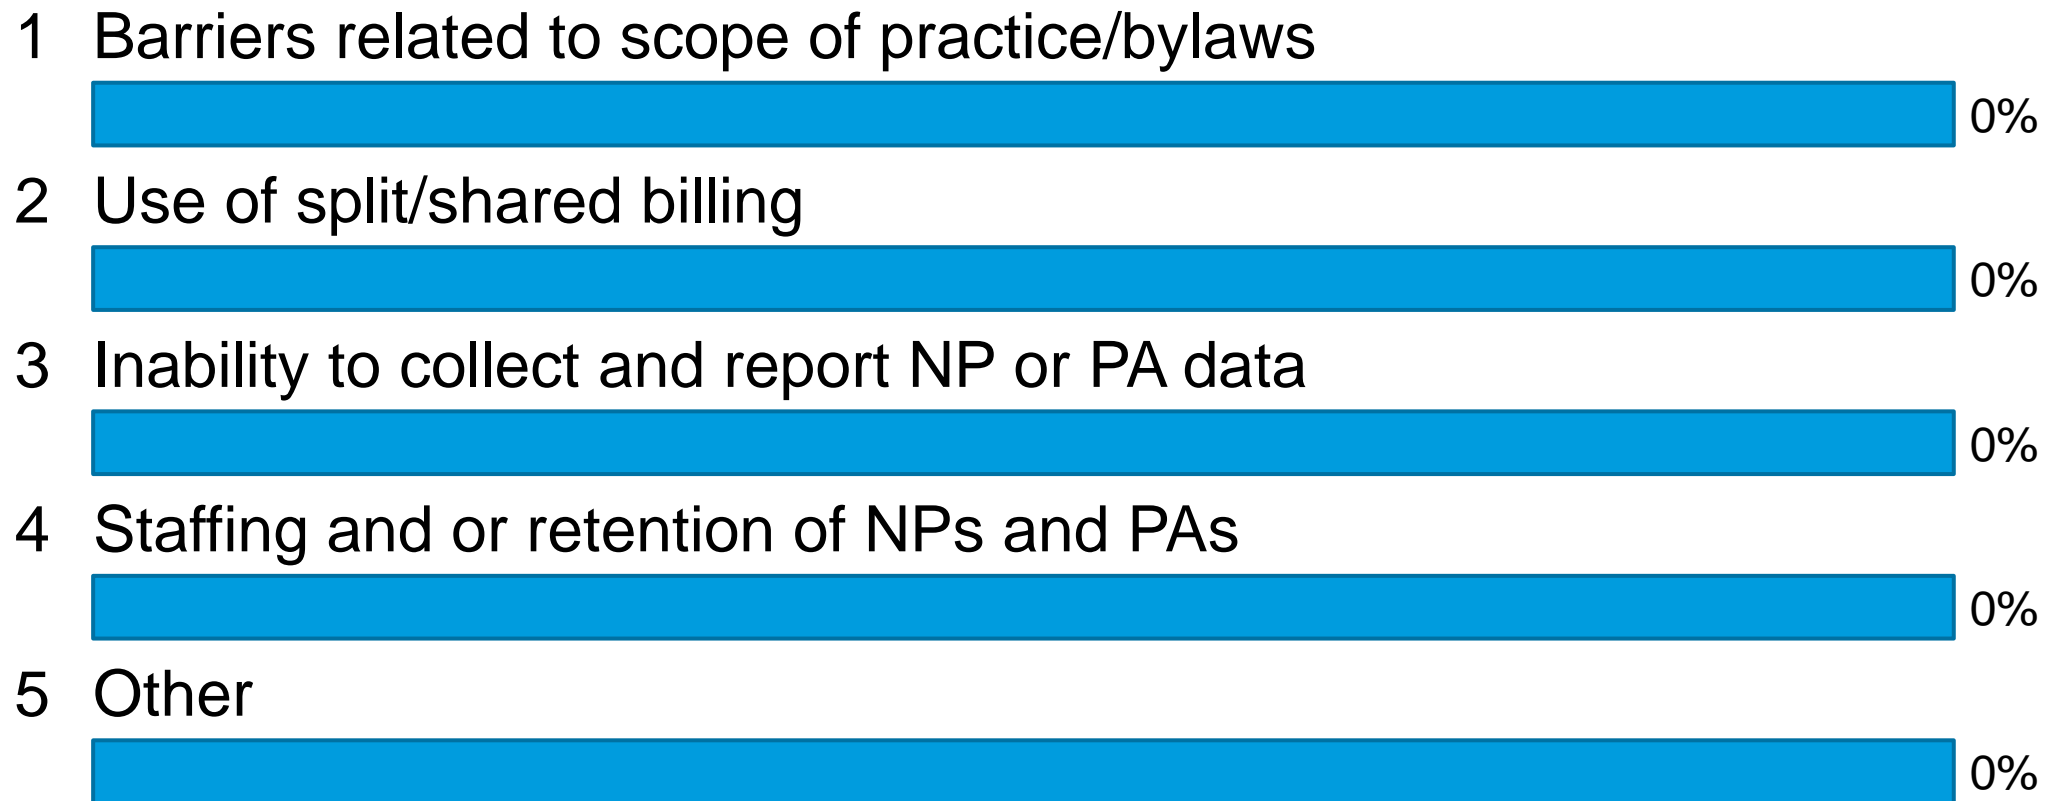 1 Barriers related to scope of practice/bylaws
0%
2 Use of split/shared billing
0%
3 Inability to collect and report NP or PA data
0%
4 Staffing and or retention of NPs and PAs
0%
5 Other
0%